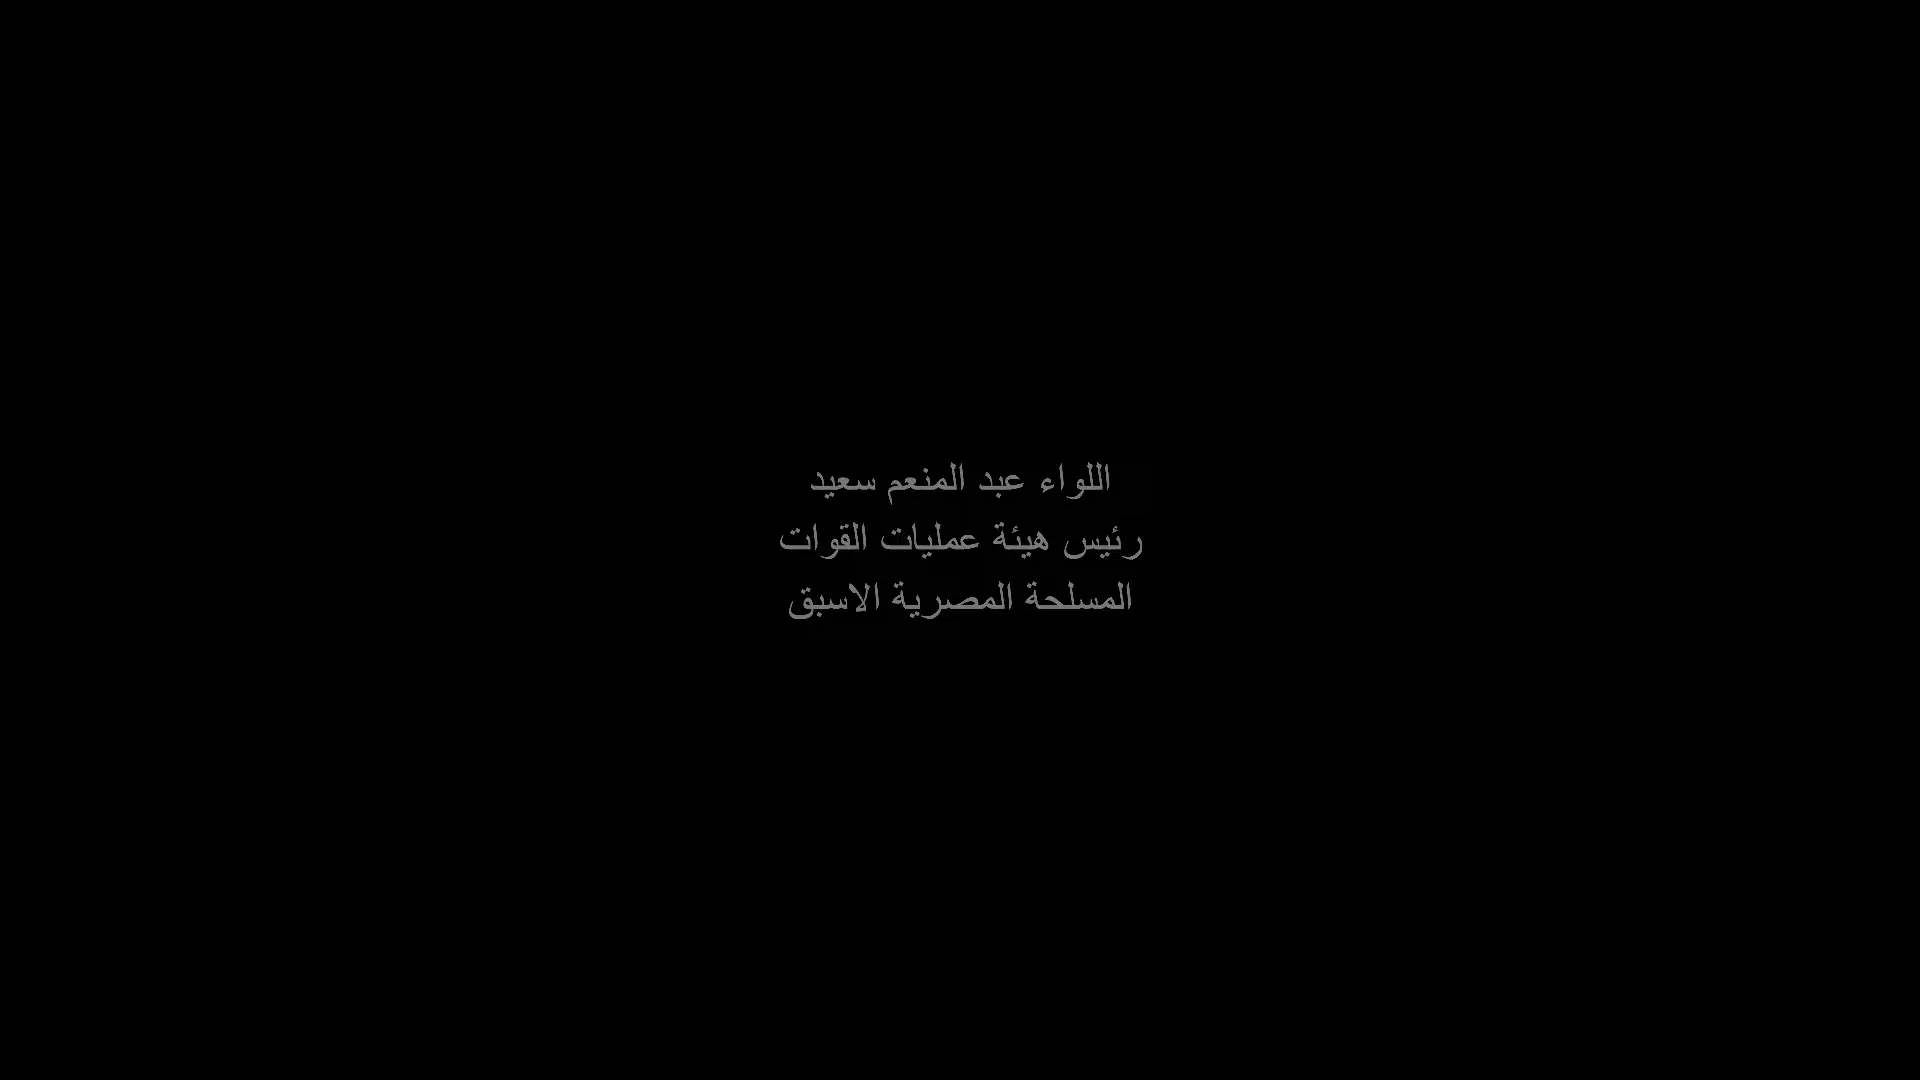 اللواء عبد المنعم سعيد
رئيس هيئة عمليات القوات
المسلحة المصرية الاسبق